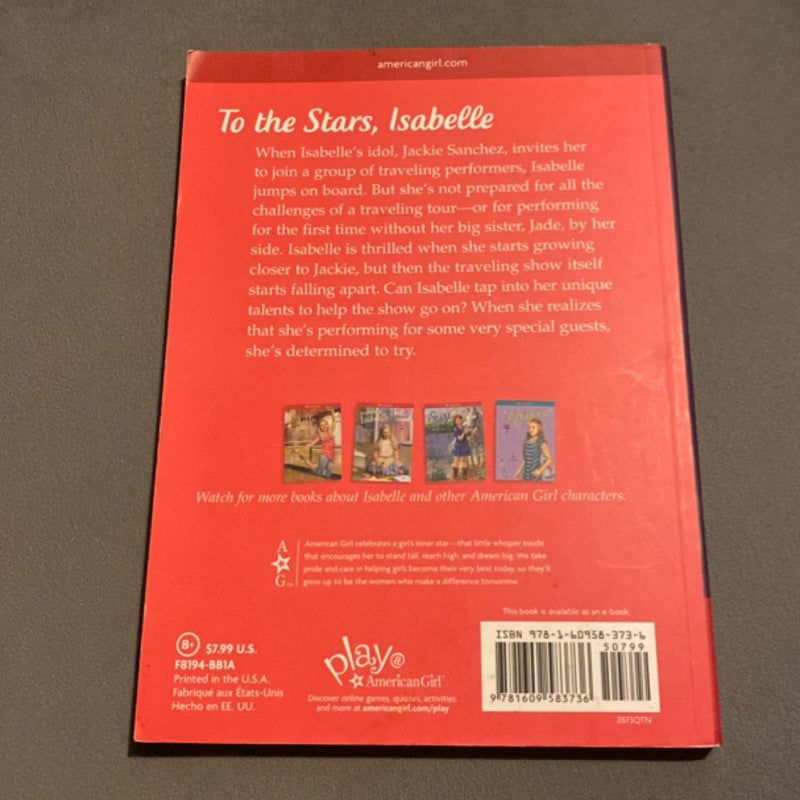 americangirl.com
To the Stars, Isabelle
When Isabelle's idol, Jackie Sanchez, invites her
to join a group of traveling performers, Isabelle
jumps on board. But she's not prepared for all the
challenges of a traveling tour—or for performing
for the first time without her big sister, Jade, by her
side. Isabelle is thrilled when she starts growing
closer to Jackie, but then the traveling show itself
starts falling apart. Can Isabelle tap into her unique
talents to help the show go on? When she realizes
that she's performing for some very special guests,
she's determined to try.
Watch for more books about Isabelle and other American Girl characters.
A
G™
American Girl celebrates a girl's inner star—that little whisper inside
that encourages her to stand tall, reach high, and dream big. We take
pride and care in helping girls become their very best today, so they'll
grow up to be the women who make a difference tomorrow.
This book is available as an e-book.
8+ $7.99 U.S.
F8194-BB1A
Printed in the U.S.A.
Fabriqué aux États-Unis
Hecho en EE. UU.
play@
American Girl™
Discover online games, quizzes, activities,
and more at americangirl.com/play
ISBN 978-1-60958-373-6
50799
9 781609 583736
2873QTN